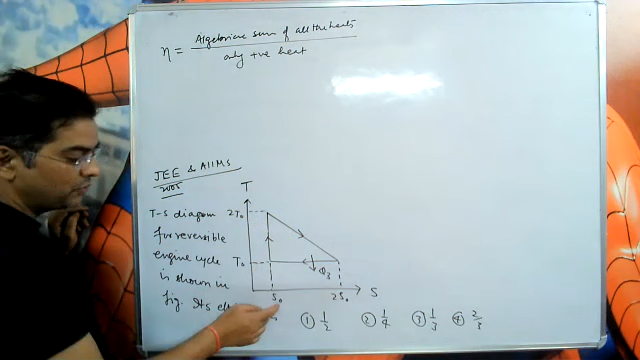 η = Algebraic sum of all the heats
only +ve heat
JEE & AIIMS
2005
T-S diagram
for reversible
engine cycle
is shown in
fig. Its
T
2T₀
T₀
Q₃
S₀
2S₀
S
① 1/2 ② 1/4 ③ 1/3 ④ 2/3